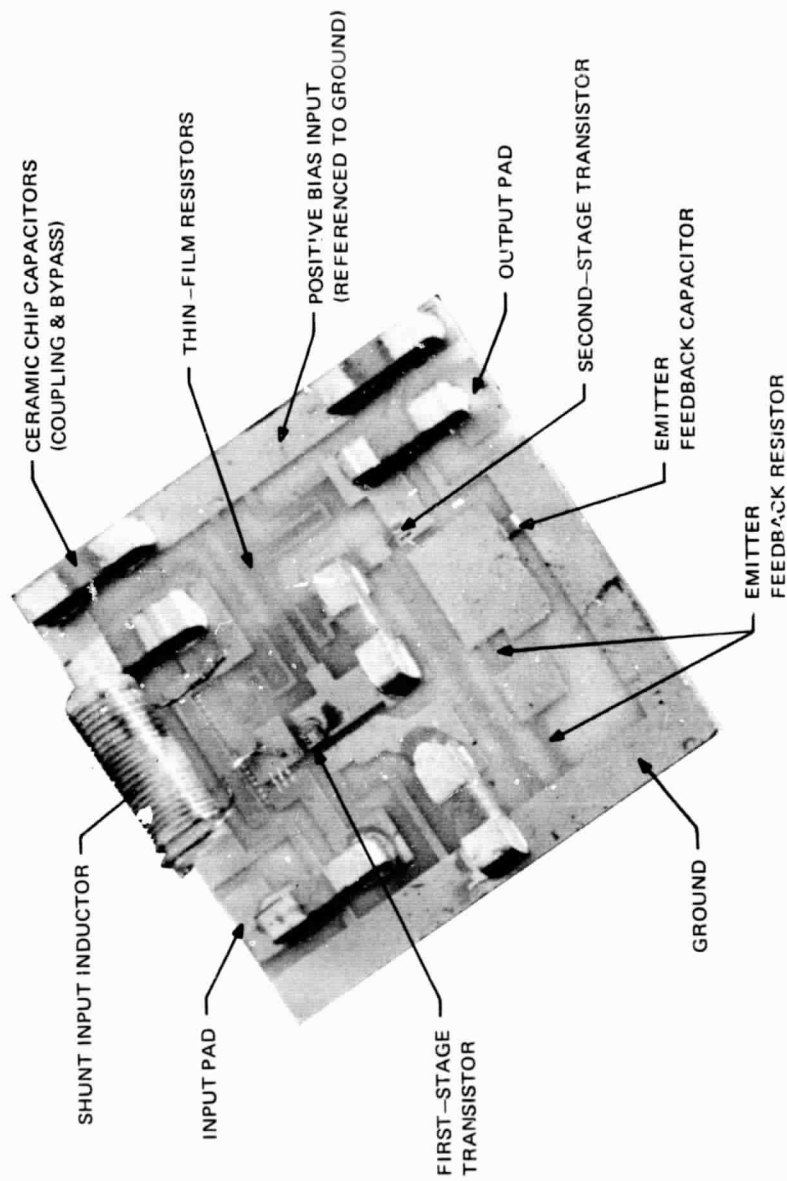 CERAMIC CHIP CAPACITORS
(COUPLING & BYPASS)
THIN–FILM RESISTORS
POSITIVE BIAS INPUT
(REFERENCED TO GROUND)
OUTPUT PAD
SECOND–STAGE TRANSISTOR
EMITTER
FEEDBACK CAPACITOR
EMITTER
FEEDBACK RESISTOR
SHUNT INPUT INDUCTOR
INPUT PAD
FIRST–STAGE
TRANSISTOR
GROUND